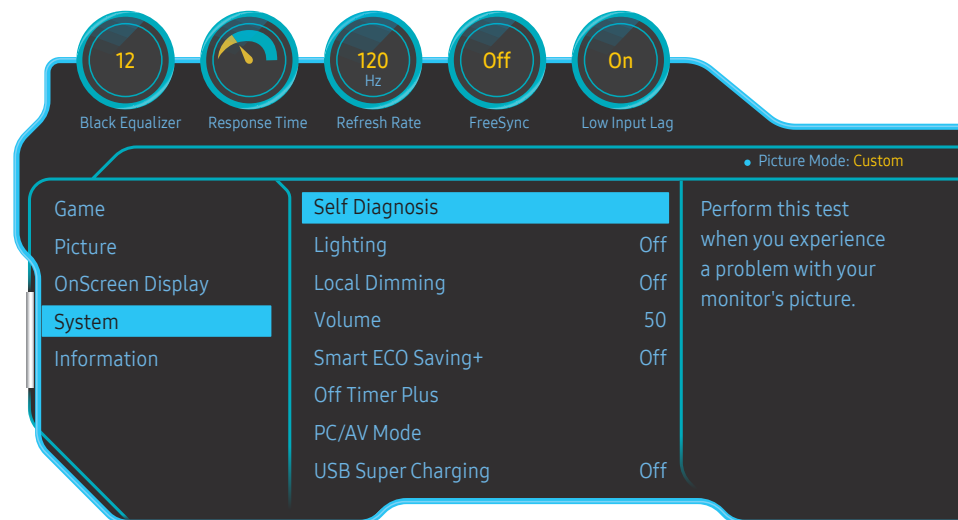 12
120
Hz
Off
On
Black Equalizer
Response Time
Refresh Rate
FreeSync
Low Input Lag
Picture Mode: Custom
Game
Picture
OnScreen Display
System
Information
Self Diagnosis
Lighting Off
Local Dimming Off
Volume 50
Smart ECO Saving+ Off
Off Timer Plus
PC/AV Mode
USB Super Charging Off
Perform this test
when you experience
a problem with your
monitor's picture.